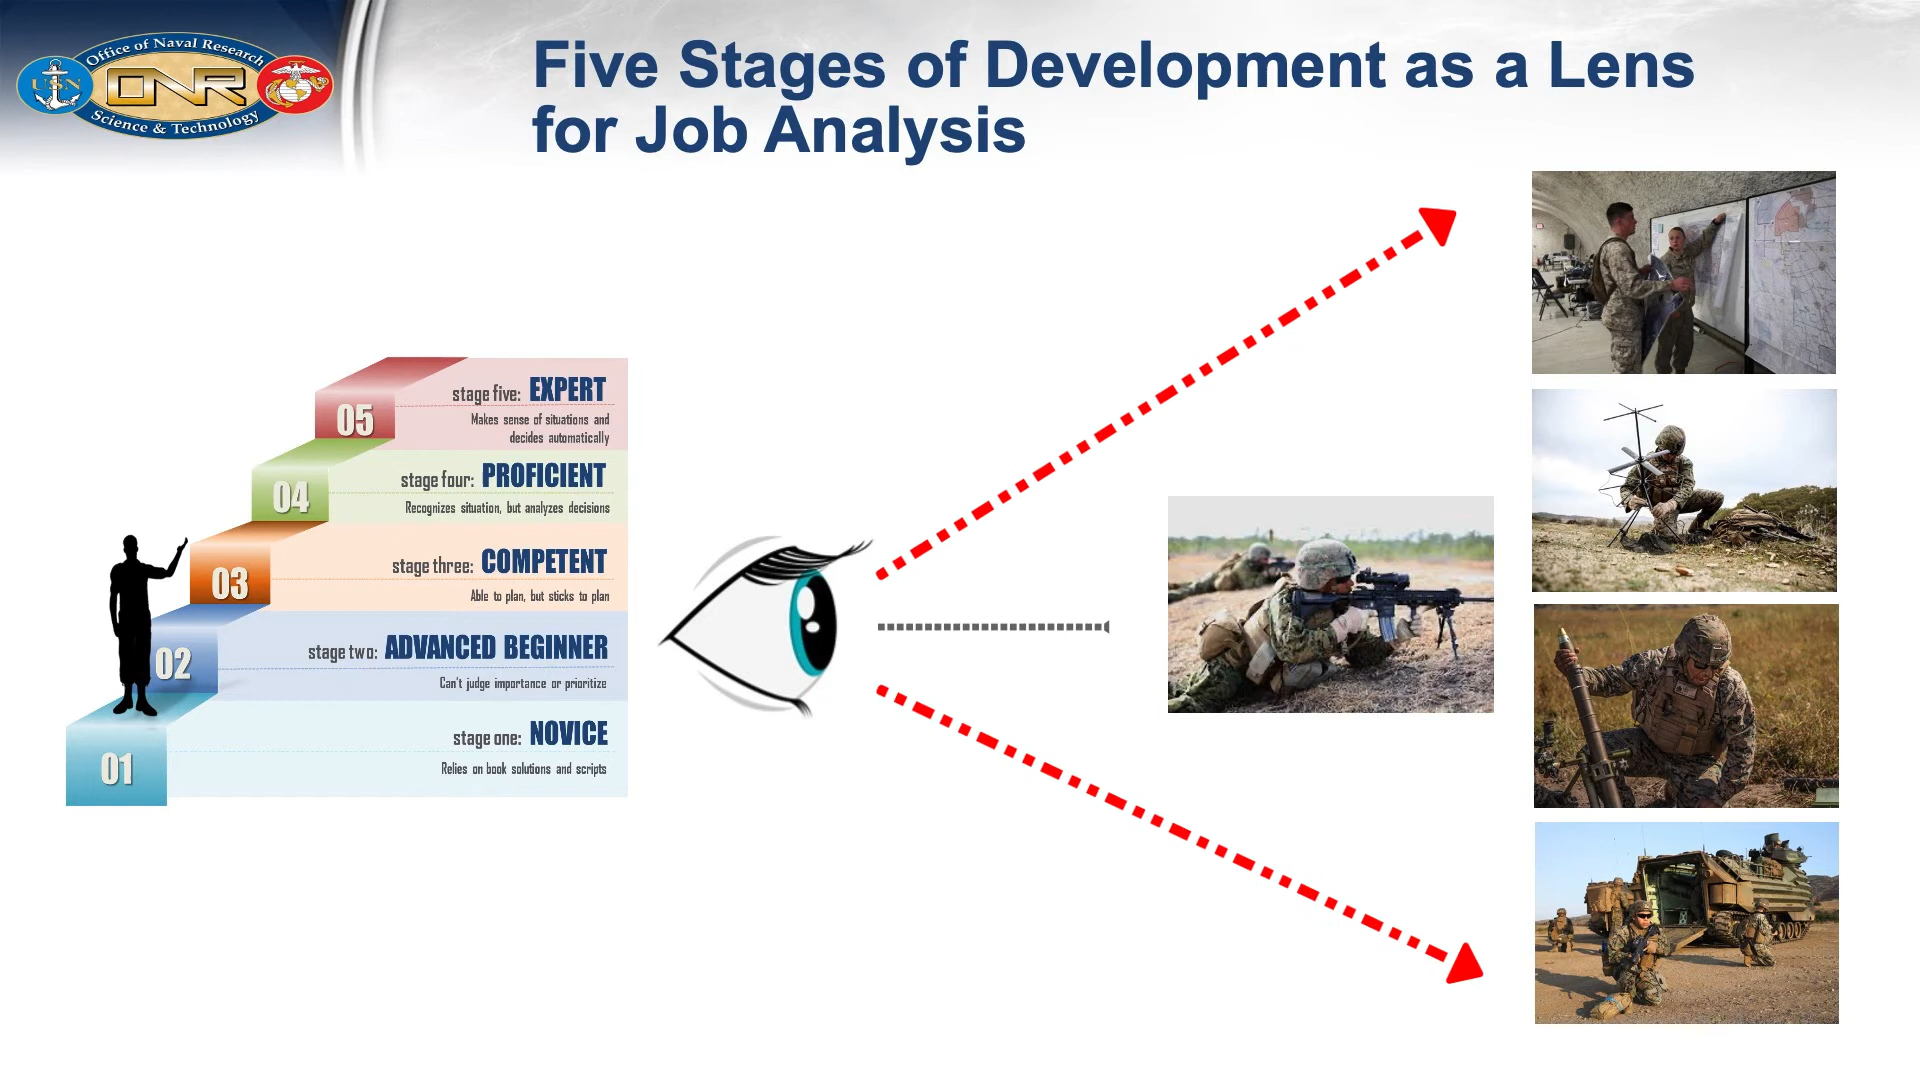 Office of Naval Research
USN
ONR
Science & Technology
Five Stages of Development as a Lens
for Job Analysis
05
stage five: EXPERT
Makes sense of situations and
decides automatically
04
stage four: PROFICIENT
Recognizes situation, but analyzes decisions
03
stage three: COMPETENT
Able to plan, but sticks to plan
02
stage two: ADVANCED BEGINNER
Can't judge importance or prioritize
01
stage one: NOVICE
Relies on book solutions and scripts